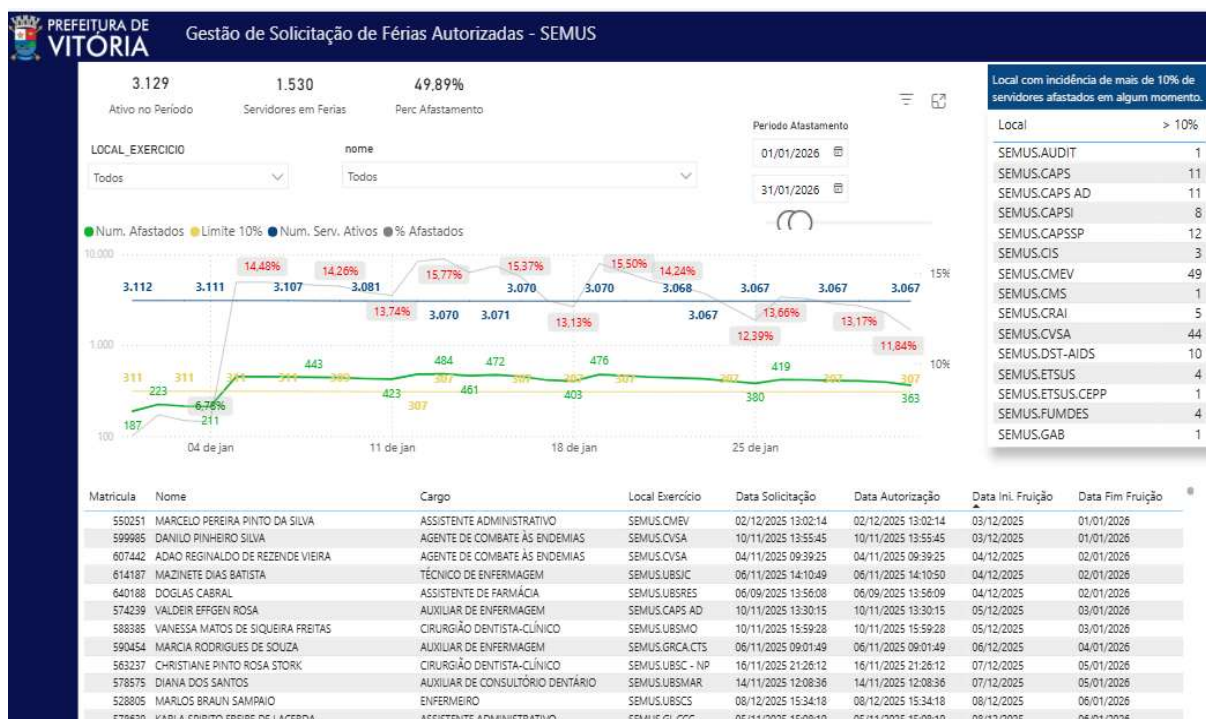 PREFEITURA DE
VITÓRIA
Gestão de Solicitação de Férias Autorizadas - SEMUS
3.129 1.530 49,89%
Ativo no Período Servidores em Ferias Perc Afastamento
LOCAL_EXERCICIO nome
Todos Todos
Periodo Afastamento
01/01/2026
31/01/2026
Local com incidência de mais de 10% de
servidores afastados em algum momento.
Local > 10%
SEMUS.AUDIT 1
SEMUS.CAPS 11
SEMUS.CAPS AD 11
SEMUS.CAPSI 8
SEMUS.CAPSSP 12
SEMUS.CIS 3
SEMUS.CMEV 49
SEMUS.CMS 1
SEMUS.CRAI 5
SEMUS.CVSA 44
SEMUS.DST-AIDS 10
SEMUS.ETSUS 4
SEMUS.ETSUS.CEPP 1
SEMUS.FUMDES 4
SEMUS.GAB 1
Num. Afastados Limite 10% Num. Serv. Ativos % Afastados
10.000
14,48% 14,26% 15,77% 15,37% 15,50% 14,24% 15%
3.112 3.111 3.107 3.081 3.070 3.070 3.068 3.067 3.067 3.067
13,74% 3.070 3.071 13,13% 3.067 13,66% 13,17%
12,39% 11,84%
1.000
443 484 472 476 419 10%
311 311 311 311 307 307 307 307 307 307 307
223 423 461 403 380 363
6,78% 307
187 211
100
04 de jan 11 de jan 18 de jan 25 de jan
Matricula Nome Cargo Local Exercício Data Solicitação Data Autorização Data Ini. Fruição Data Fim Fruição
550251 MARCELO PEREIRA PINTO DA SILVA ASSISTENTE ADMINISTRATIVO SEMUS.CMEV 02/12/2025 13:02:14 02/12/2025 13:02:14 03/12/2025 01/01/2026
599985 DANILO PINHEIRO SILVA AGENTE DE COMBATE ÀS ENDEMIAS SEMUS.CVSA 10/11/2025 13:55:45 10/11/2025 13:55:45 03/12/2025 01/01/2026
607442 ADAO REGINALDO DE REZENDE VIEIRA AGENTE DE COMBATE ÀS ENDEMIAS SEMUS.CVSA 04/11/2025 09:39:25 04/11/2025 09:39:25 04/12/2025 02/01/2026
614187 MAZINETE DIAS BATISTA TÉCNICO DE ENFERMAGEM SEMUS.UBSJC 06/11/2025 14:10:49 06/11/2025 14:10:50 04/12/2025 02/01/2026
640188 DOGLAS CABRAL ASSISTENTE DE FARMÁCIA SEMUS.UBSRES 06/09/2025 13:56:08 06/09/2025 13:56:09 04/12/2025 02/01/2026
574239 VALDEIR EFFGEN ROSA AUXILIAR DE ENFERMAGEM SEMUS.CAPS AD 10/11/2025 13:30:15 10/11/2025 13:30:15 05/12/2025 03/01/2026
588385 VANESSA MATOS DE SIQUEIRA FREITAS CIRURGIÃO DENTISTA-CLÍNICO SEMUS.UBSMO 10/11/2025 15:59:28 10/11/2025 15:59:28 05/12/2025 03/01/2026
590454 MARCIA RODRIGUES DE SOUZA AUXILIAR DE ENFERMAGEM SEMUS.GRCA.CTS 06/11/2025 09:01:49 06/11/2025 09:01:49 06/12/2025 04/01/2026
563237 CHRISTIANE PINTO ROSA STORK CIRURGIÃO DENTISTA-CLÍNICO SEMUS.UBSC - NP 16/11/2025 21:26:12 16/11/2025 21:26:12 07/12/2025 05/01/2026
578575 DIANA DOS SANTOS AUXILIAR DE CONSULTÓRIO DENTÁRIO SEMUS.UBSMAR 14/11/2025 12:08:36 14/11/2025 12:08:36 07/12/2025 05/01/2026
528805 MARLOS BRAUN SAMPAIO ENFERMEIRO SEMUS.UBSCS 08/12/2025 15:34:18 08/12/2025 15:34:18 08/12/2025 06/01/2026